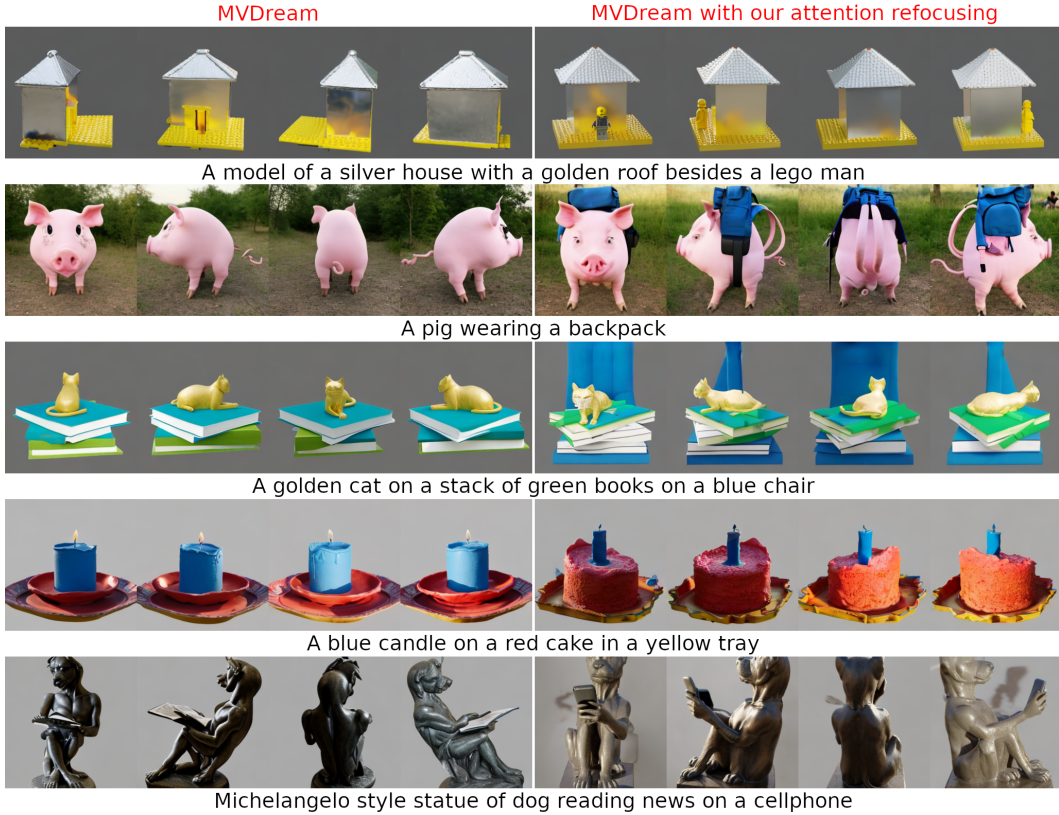 MVDream
MVDream with our attention refocusing
A model of a silver house with a golden roof besides a lego man
A pig wearing a backpack
A golden cat on a stack of green books on a blue chair
A blue candle on a red cake in a yellow tray
Michelangelo style statue of dog reading news on a cellphone